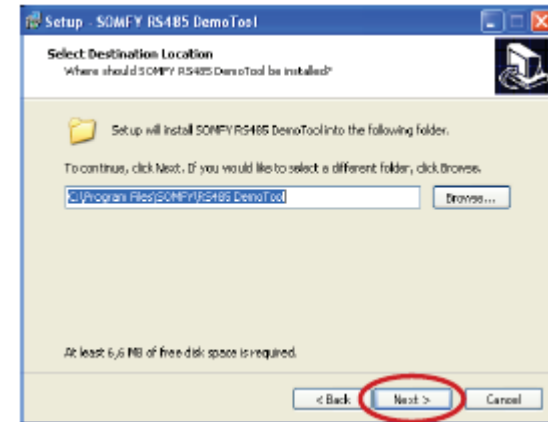 Setup - SOMFY RS485 DemoTool
Select Destination Location
Where should SOMFY RS485 DemoTool be installed?
Setup will install SOMFY RS485 DemoTool into the following folder.
To continue, click Next. If you would like to select a different folder, click Browse.
C:\Program Files\SOMFY\RS485 DemoTool
Browse...
At least 6,6 MB of free disk space is required.
< Back
Next >
Cancel